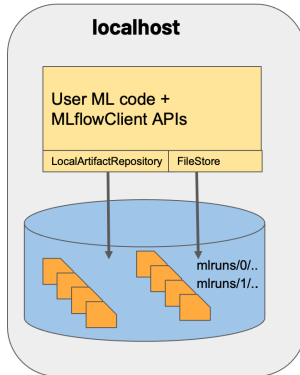 localhost
User ML code +
MLflowClient APIs
LocalArtifactRepository
FileStore
mlruns/0/..
mlruns/1/..